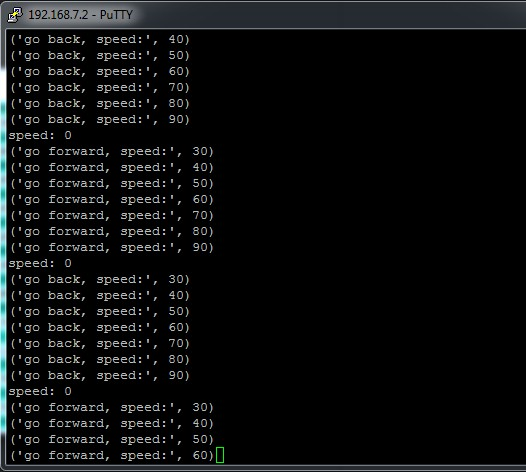 192.168.7.2 - PuTTY
('go back, speed:', 40)
('go back, speed:', 50)
('go back, speed:', 60)
('go back, speed:', 70)
('go back, speed:', 80)
('go back, speed:', 90)
speed: 0
('go forward, speed:', 30)
('go forward, speed:', 40)
('go forward, speed:', 50)
('go forward, speed:', 60)
('go forward, speed:', 70)
('go forward, speed:', 80)
('go forward, speed:', 90)
speed: 0
('go back, speed:', 30)
('go back, speed:', 40)
('go back, speed:', 50)
('go back, speed:', 60)
('go back, speed:', 70)
('go back, speed:', 80)
('go back, speed:', 90)
speed: 0
('go forward, speed:', 30)
('go forward, speed:', 40)
('go forward, speed:', 50)
('go forward, speed:', 60)